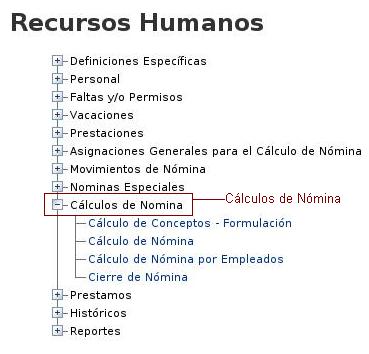 Recursos Humanos
Definiciones Específicas
Personal
Faltas y/o Permisos
Vacaciones
Prestaciones
Asignaciones Generales para el Cálculo de Nómina
Movimientos de Nómina
Nominas Especiales
Cálculos de Nomina
Cálculos de Nómina
Cálculo de Conceptos - Formulación
Cálculo de Nómina
Cálculo de Nómina por Empleados
Cierre de Nómina
Prestamos
Históricos
Reportes